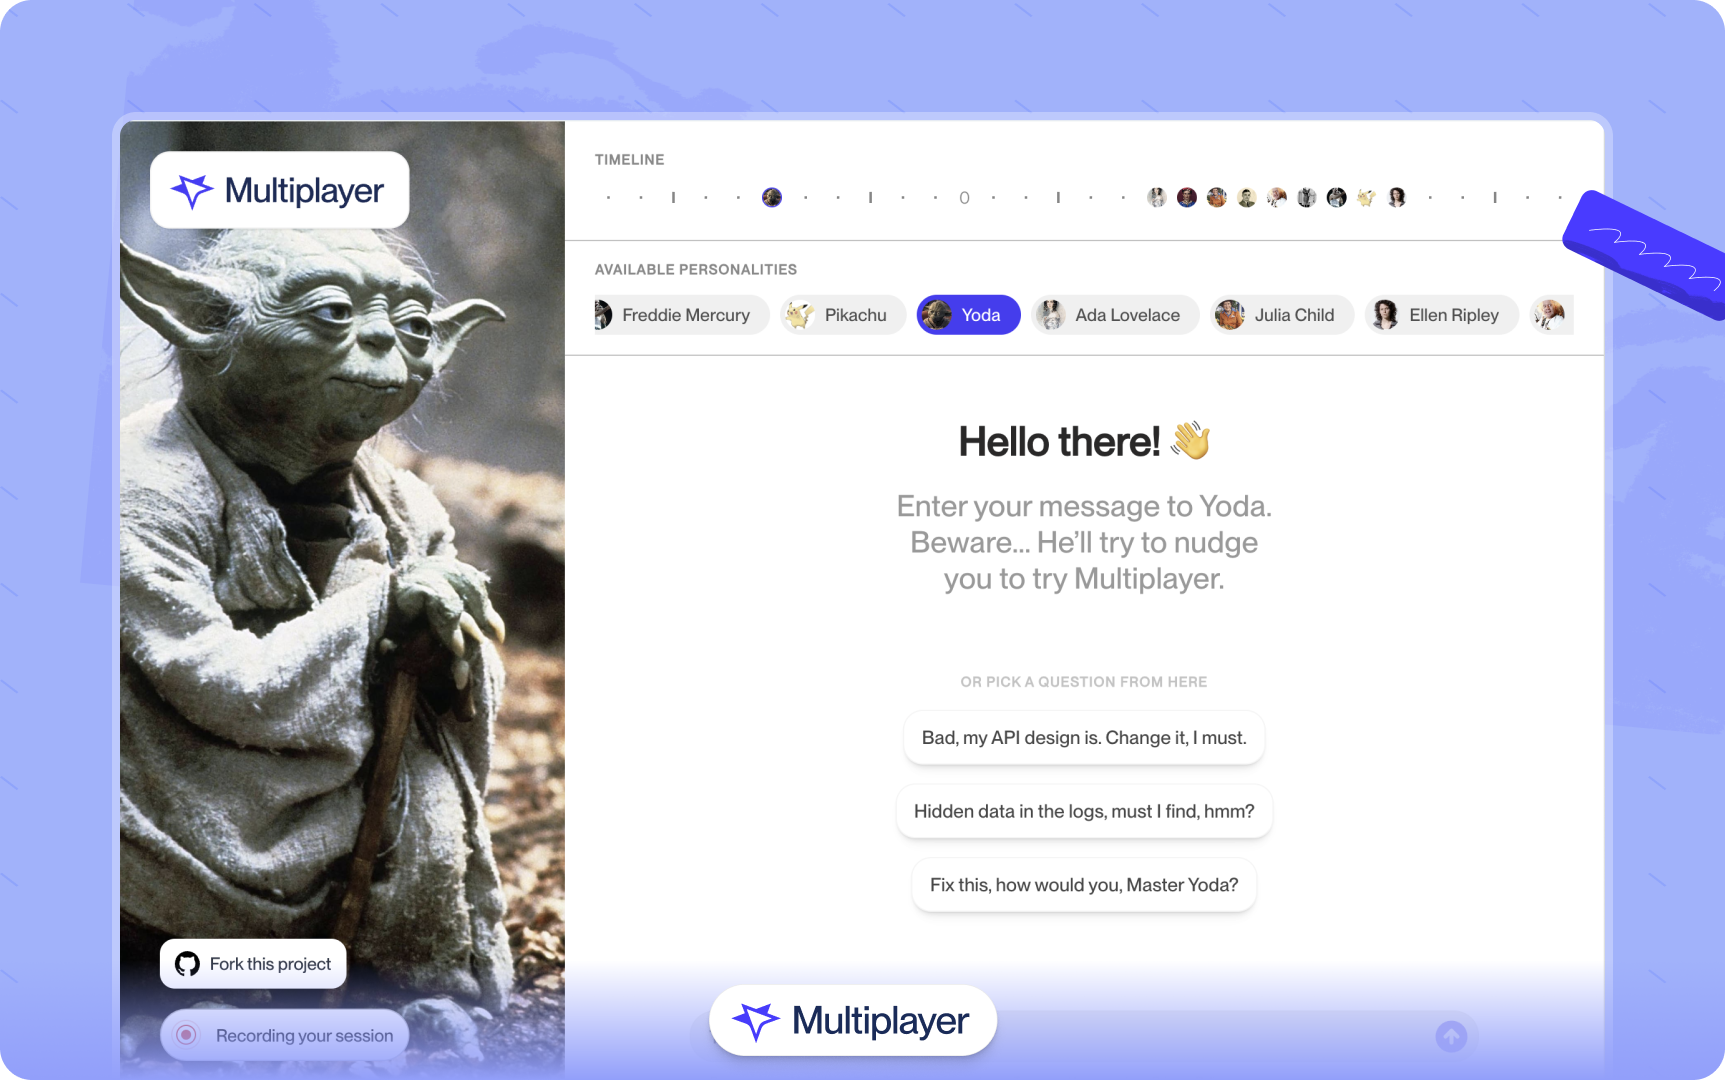 Multiplayer
TIMELINE
0
AVAILABLE PERSONALITIES
Freddie Mercury
Pikachu
Yoda
Ada Lovelace
Julia Child
Ellen Ripley
Hello there! 👋
Enter your message to Yoda.
Beware... He’ll try to nudge
you to try Multiplayer.
OR PICK A QUESTION FROM HERE
Bad, my API design is. Change it, I must.
Hidden data in the logs, must I find, hmm?
Fix this, how would you, Master Yoda?
Fork this project
Recording your session
Multiplayer